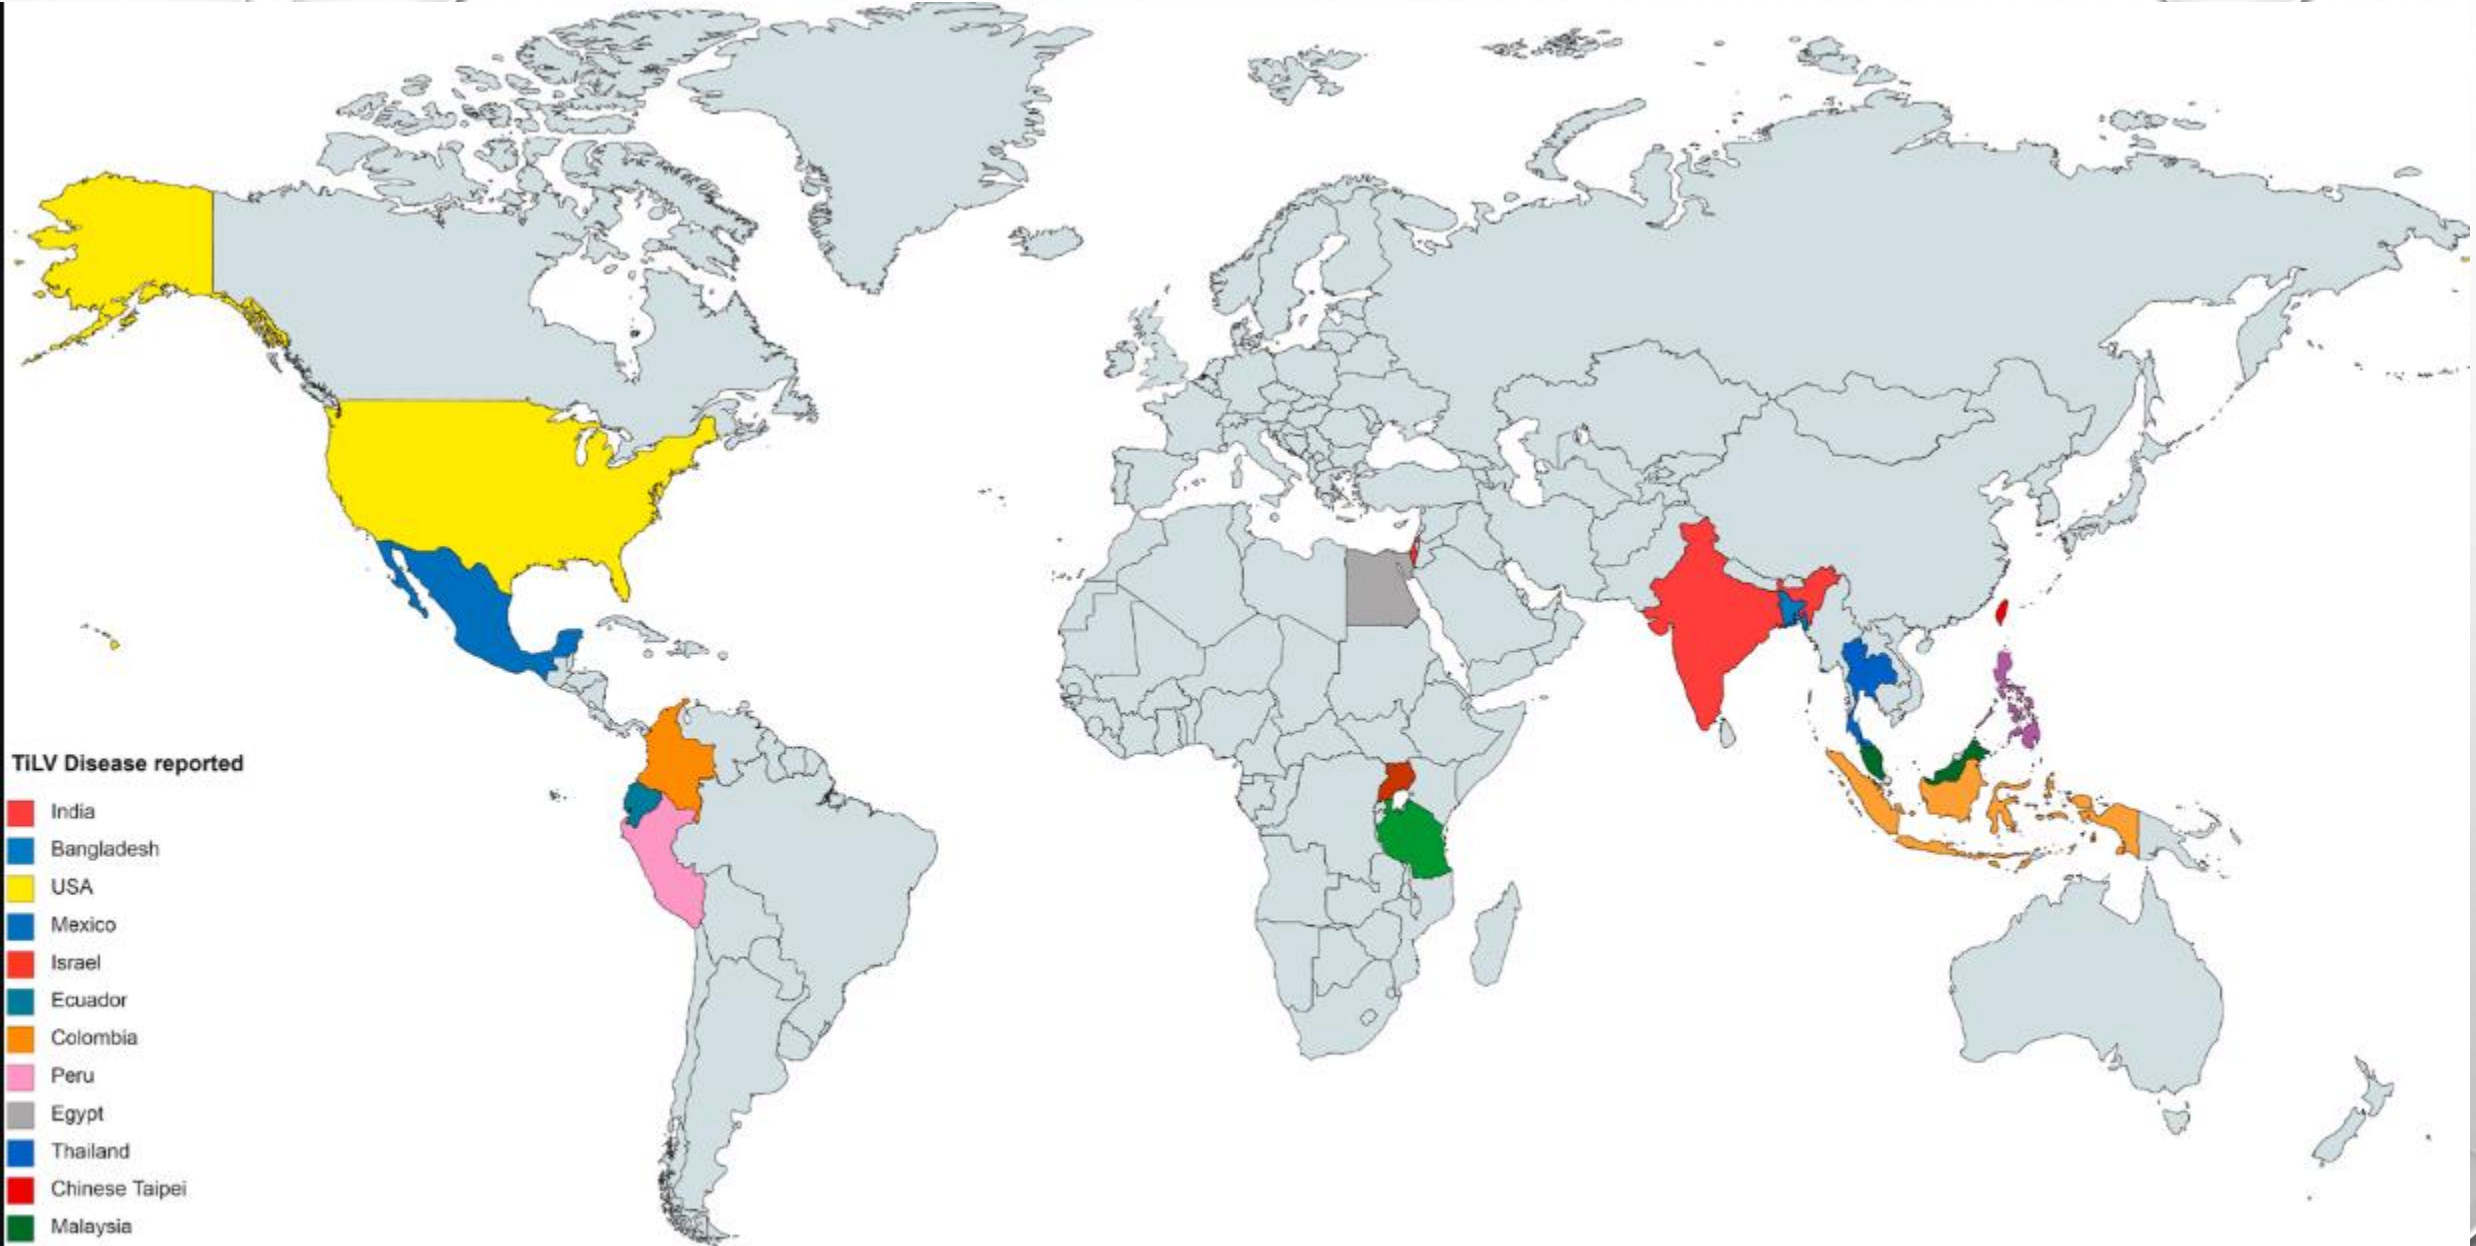 TiLV Disease reported
India
Bangladesh
USA
Mexico
Israel
Ecuador
Colombia
Peru
Egypt
Thailand
Chinese Taipei
Malaysia